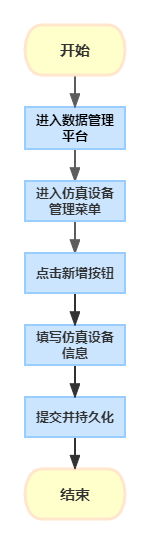 开始
进入数据管理
平台
进入仿真设备
管理菜单
点击新增按钮
填写仿真设备
信息
提交并持久化
结束